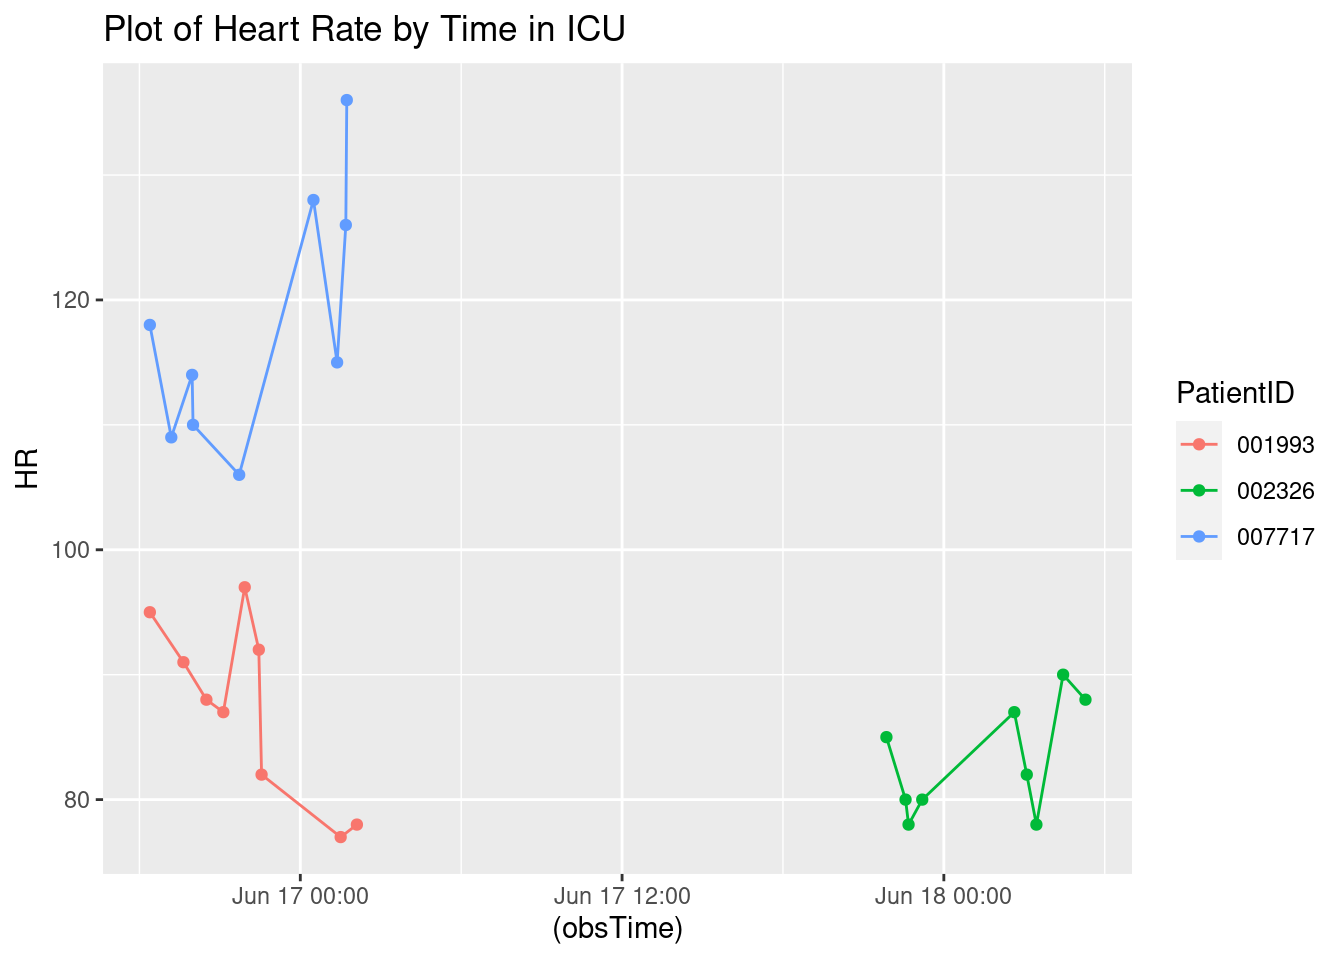 Plot of Heart Rate by Time in ICU
HR
120
100
80
Jun 17 00:00
Jun 17 12:00
Jun 18 00:00
(obsTime)
PatientID
001993
002326
007717